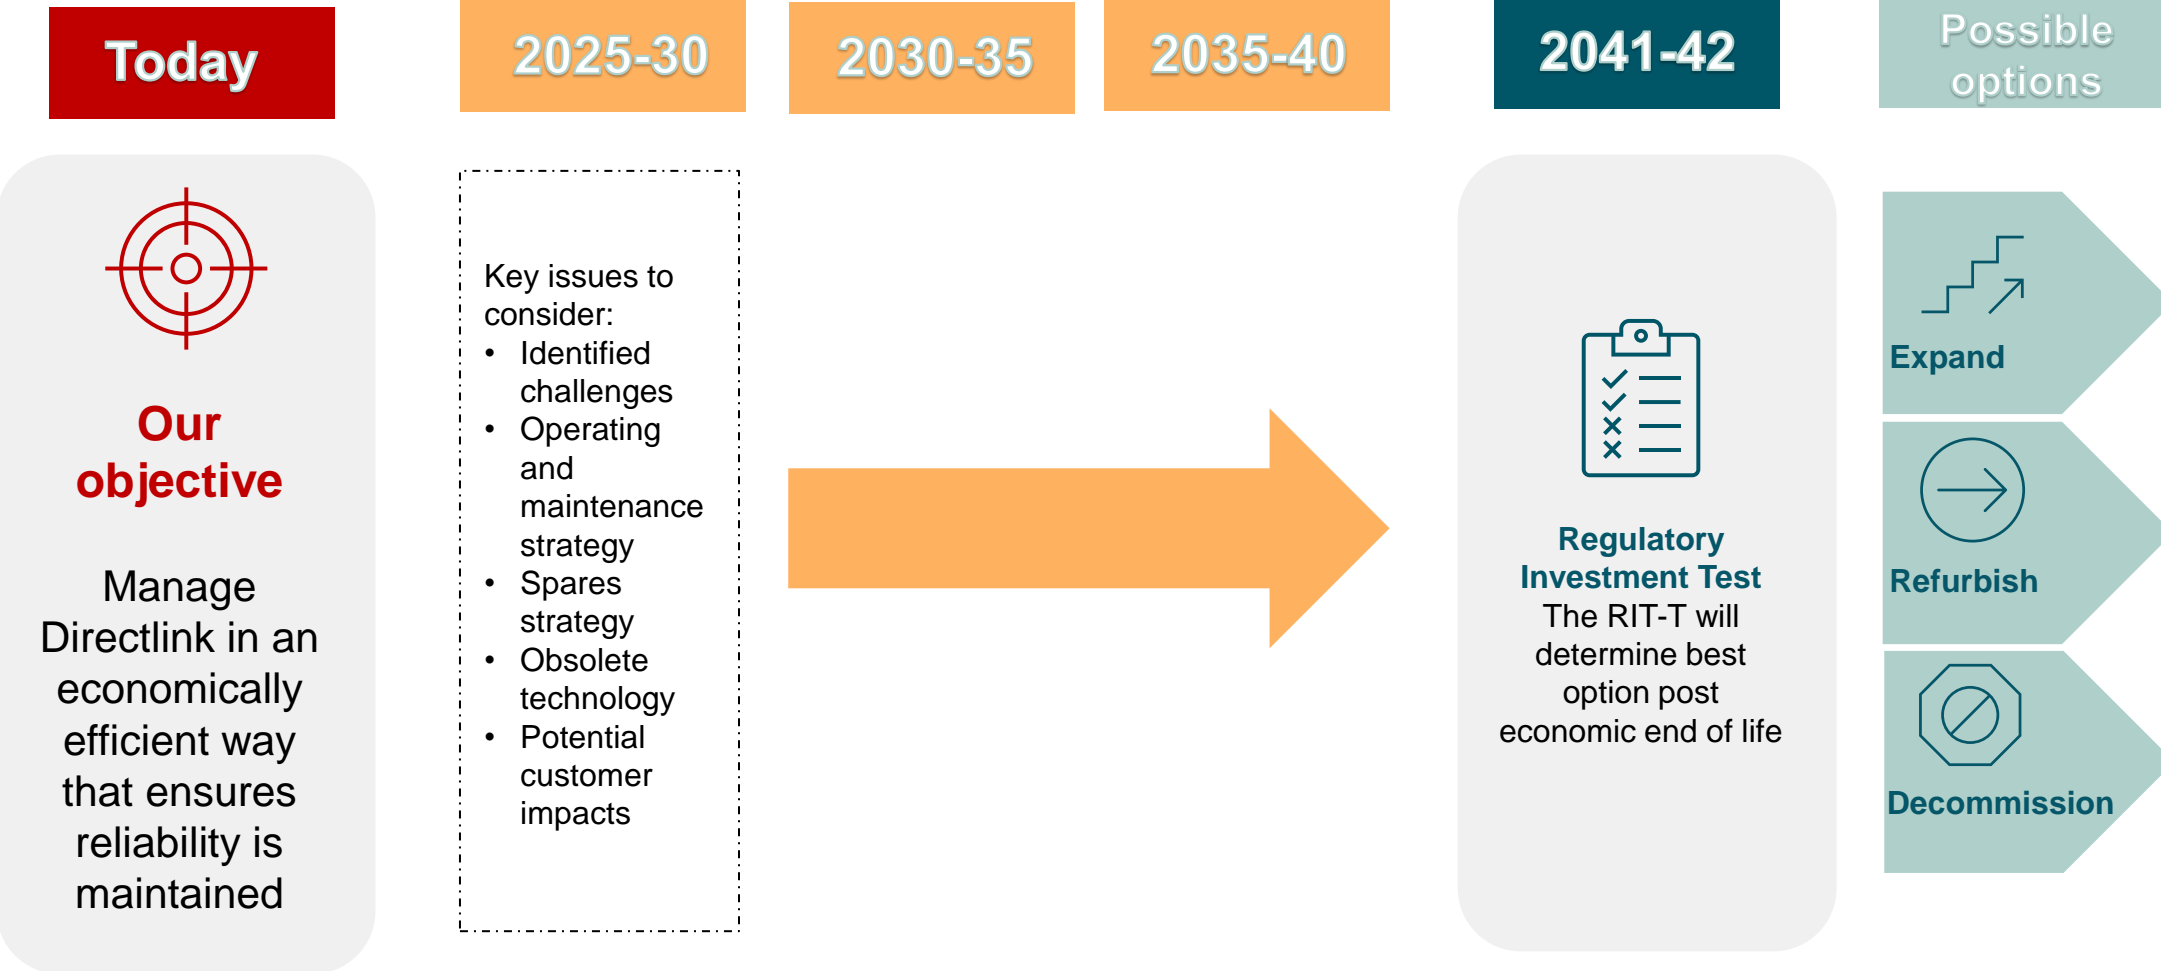 Today
2025-30
2030-35
2035-40
2041-42
Possible
options
Our
objective
Manage
Directlink in an
economically
efficient way
that ensures
reliability is
maintained
Key issues to
consider:
• Identified
challenges
• Operating
and
maintenance
strategy
• Spares
strategy
• Obsolete
technology
• Potential
customer
impacts
Regulatory
Investment Test
The RIT-T will
determine best
option post
economic end of life
Expand
Refurbish
Decommission